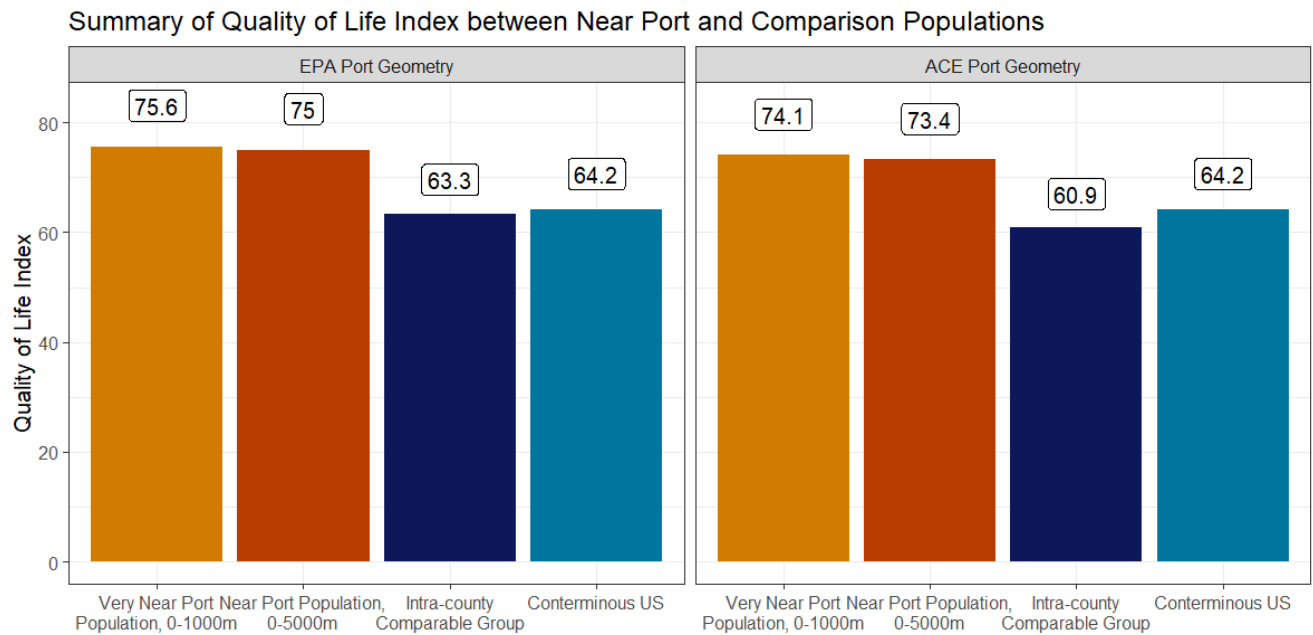 Summary of Quality of Life Index between Near Port and Comparison Populations
EPA Port Geometry
ACE Port Geometry
Quality of Life Index
80
60
40
20
0
75.6
75
63.3
64.2
74.1
73.4
60.9
64.2
Very Near Port
Population, 0-1000m
Near Port Population,
0-5000m
Intra-county
Comparable Group
Conterminous US
Very Near Port
Population, 0-1000m
Near Port Population,
0-5000m
Intra-county
Comparable Group
Conterminous US